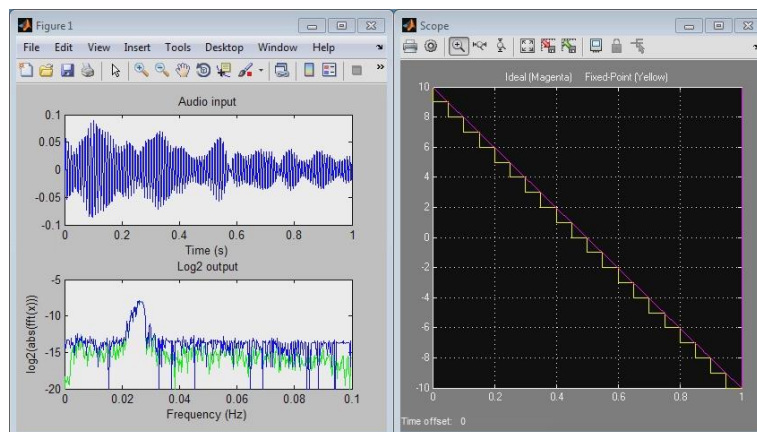 Figure 1
File Edit View Insert Tools Desktop Window Help
Audio input
0.1
0.05
0
-0.05
-0.1
0 0.2 0.4 0.6 0.8 1
Time (s)
Log2 output
log2(abs(fft(x)))
-5
-10
-15
-20
0 0.02 0.04 0.06 0.08 0.1
Frequency (Hz)
Scope
Ideal (Magenta) Fixed-Point (Yellow)
10
8
6
4
2
0
-2
-4
-6
-8
-10
0 0.2 0.4 0.6 0.8 1
Time offset: 0